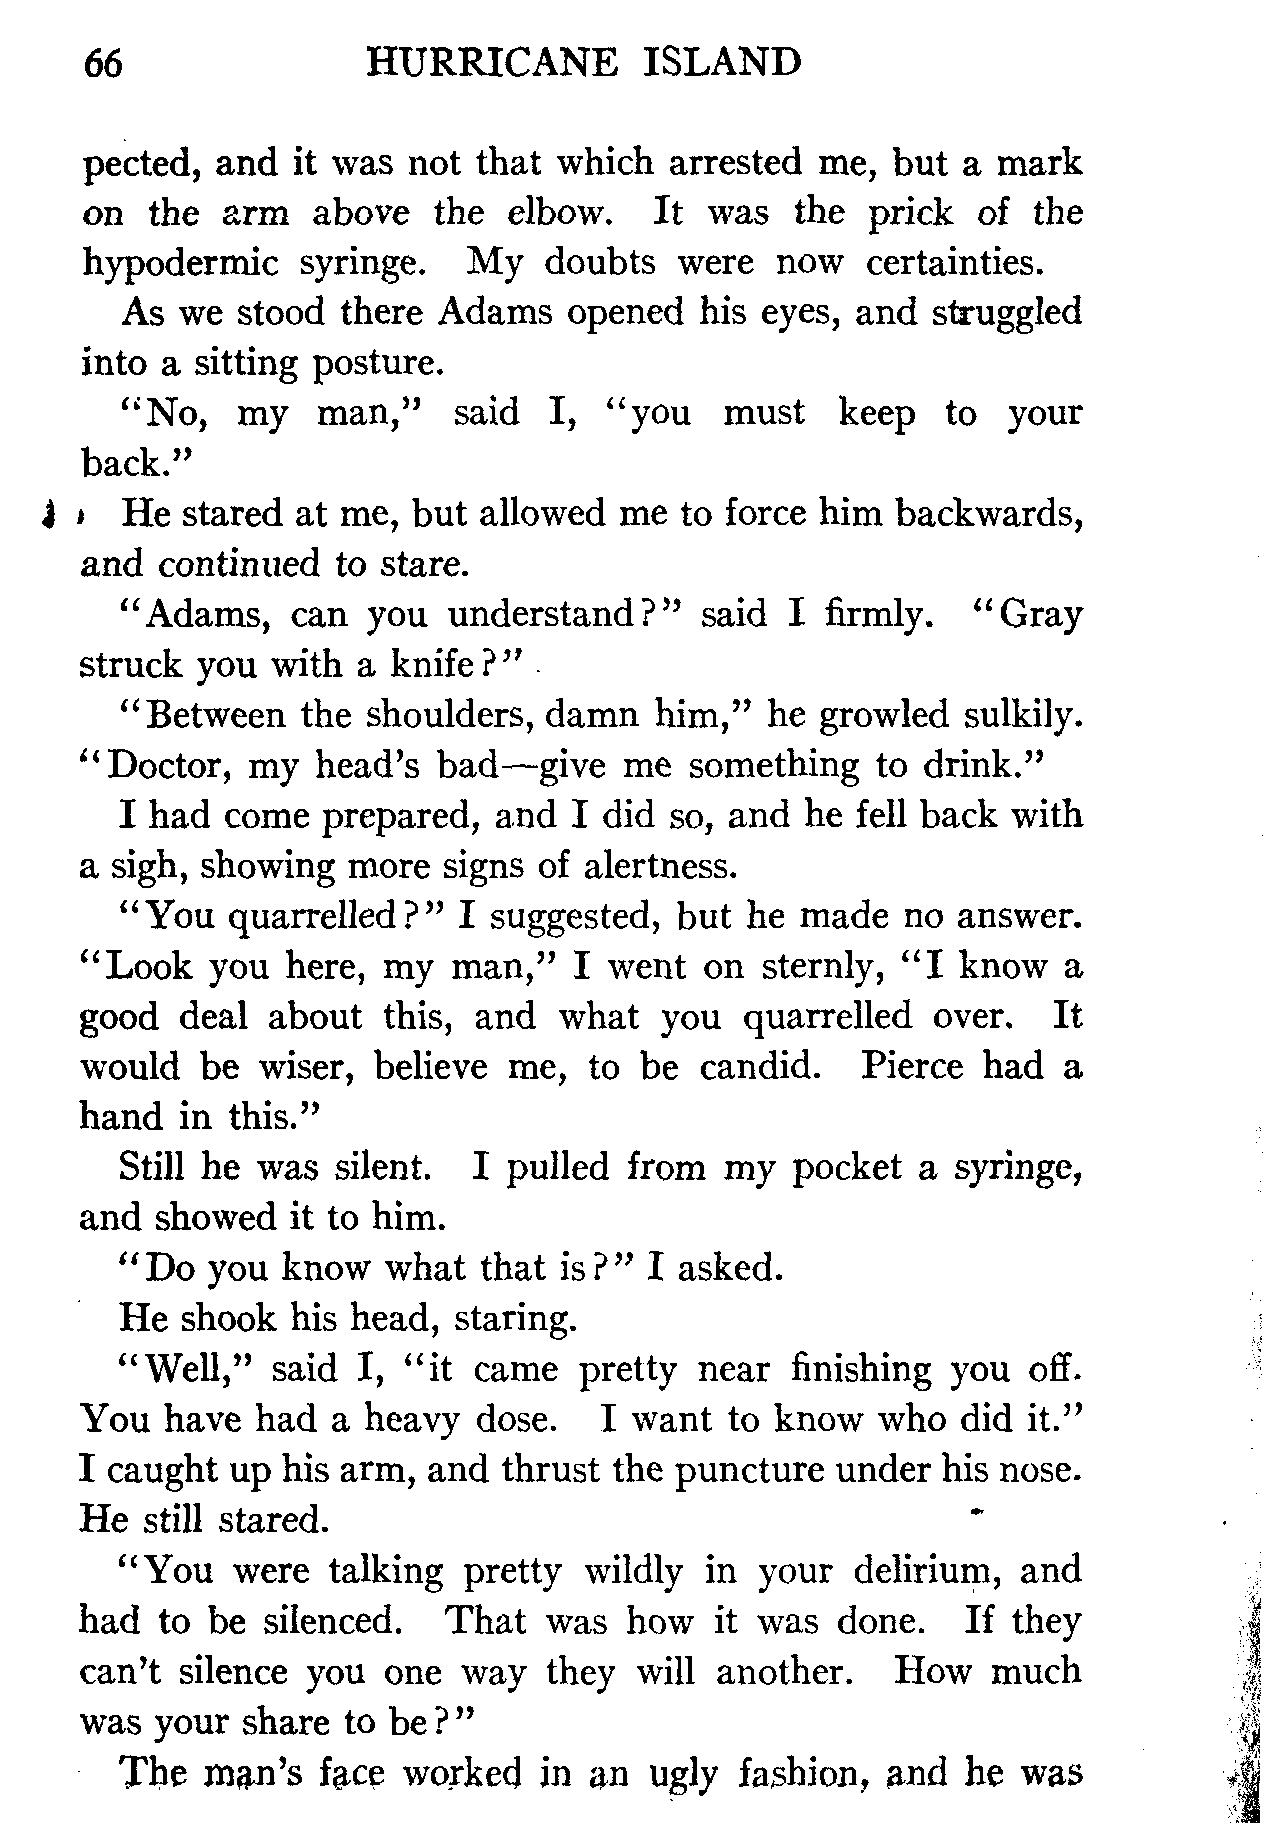 66 HURRICANE ISLAND
pected, and it was not that which arrested me, but a mark
on the arm above the elbow. It was the prick of the
hypodermic syringe. My doubts were now certainties.
As we stood there Adams opened his eyes, and struggled
into a sitting posture.
"No, my man," said I, "you must keep to your
back."
He stared at me, but allowed me to force him backwards,
and continued to stare.
"Adams, can you understand?" said I firmly. "Gray
struck you with a knife?"
"Between the shoulders, damn him," he growled sulkily.
"Doctor, my head's bad—give me something to drink."
I had come prepared, and I did so, and he fell back with
a sigh, showing more signs of alertness.
"You quarrelled?" I suggested, but he made no answer.
"Look you here, my man," I went on sternly, "I know a
good deal about this, and what you quarrelled over. It
would be wiser, believe me, to be candid. Pierce had a
hand in this."
Still he was silent. I pulled from my pocket a syringe,
and showed it to him.
"Do you know what that is?" I asked.
He shook his head, staring.
"Well," said I, "it came pretty near finishing you off.
You have had a heavy dose. I want to know who did it."
I caught up his arm, and thrust the puncture under his nose.
He still stared.
"You were talking pretty wildly in your delirium, and
had to be silenced. That was how it was done. If they
can't silence you one way they will another. How much
was your share to be?"
The man's face worked in an ugly fashion, and he was